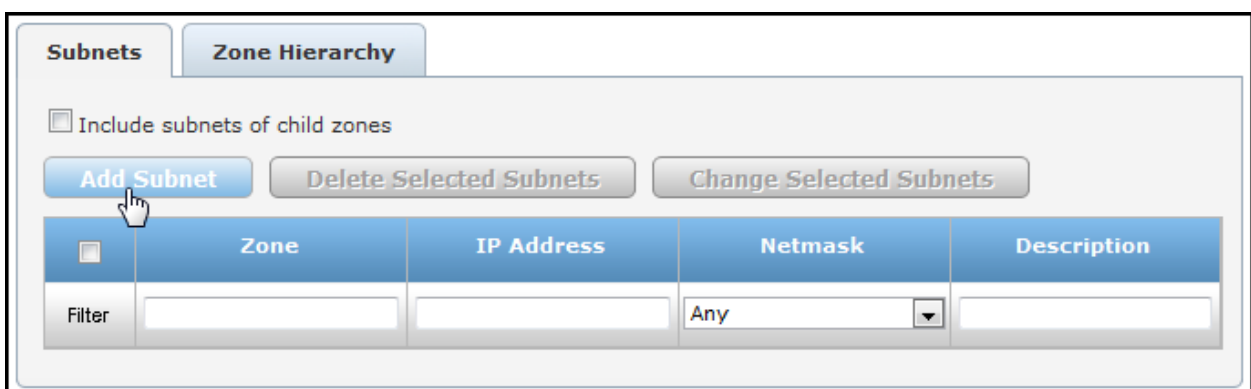 Subnets Zone Hierarchy
Include subnets of child zones
Add Subnet Delete Selected Subnets Change Selected Subnets
Zone IP Address Netmask Description
Filter Any